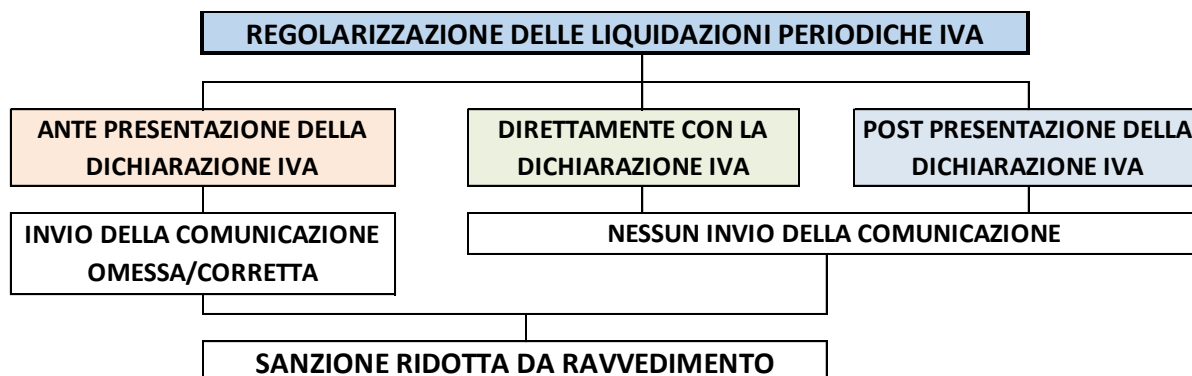 REGOLARIZZAZIONE DELLE LIQUIDAZIONI PERIODICHE IVA
ANTE PRESENTAZIONE DELLA
DICHIARAZIONE IVA
DIRETTAMENTE CON LA
DICHIARAZIONE IVA
POST PRESENTAZIONE DELLA
DICHIARAZIONE IVA
INVIO DELLA COMUNICAZIONE
OMESSA/CORRETTA
NESSUN INVIO DELLA COMUNICAZIONE
SANZIONE RIDOTTA DA RAVVEDIMENTO